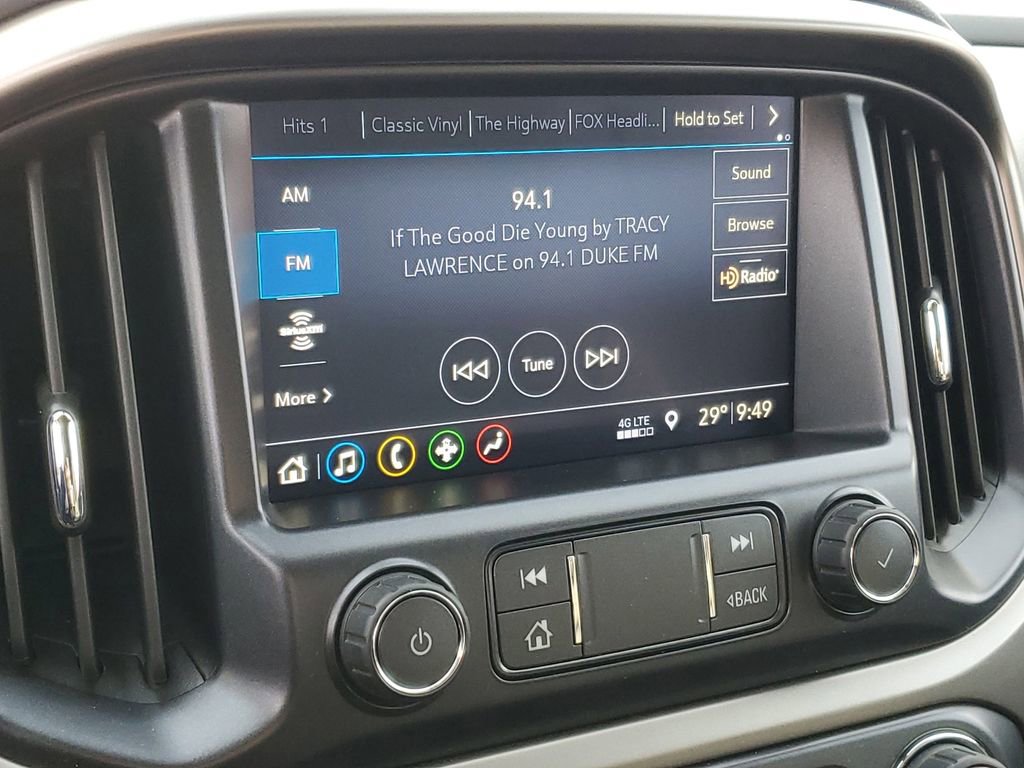 Hits 1 Classic Vinyl The Highway FOX Headli... Hold to Set
AM
94.1
Sound
If The Good Die Young by TRACY
LAWRENCE on 94.1 DUKE FM
Browse
FM
HD Radio
SiriusXM
Tune
More
4G LTE
29° 9:49
BACK